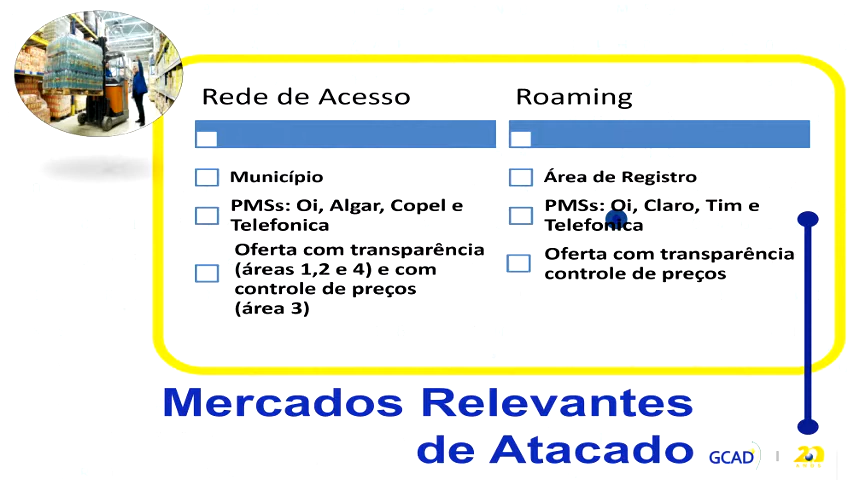 Rede de Acesso
Município
PMSs: Oi, Algar, Copel e
Telefonica
Oferta com transparência
(áreas 1,2 e 4) e com
controle de preços
(área 3)
Roaming
Área de Registro
PMSs: Oi, Claro, Tim e
Telefonica
Oferta com transparência
controle de preços
Mercados Relevantes
de Atacado
GCAD
20
ANOS